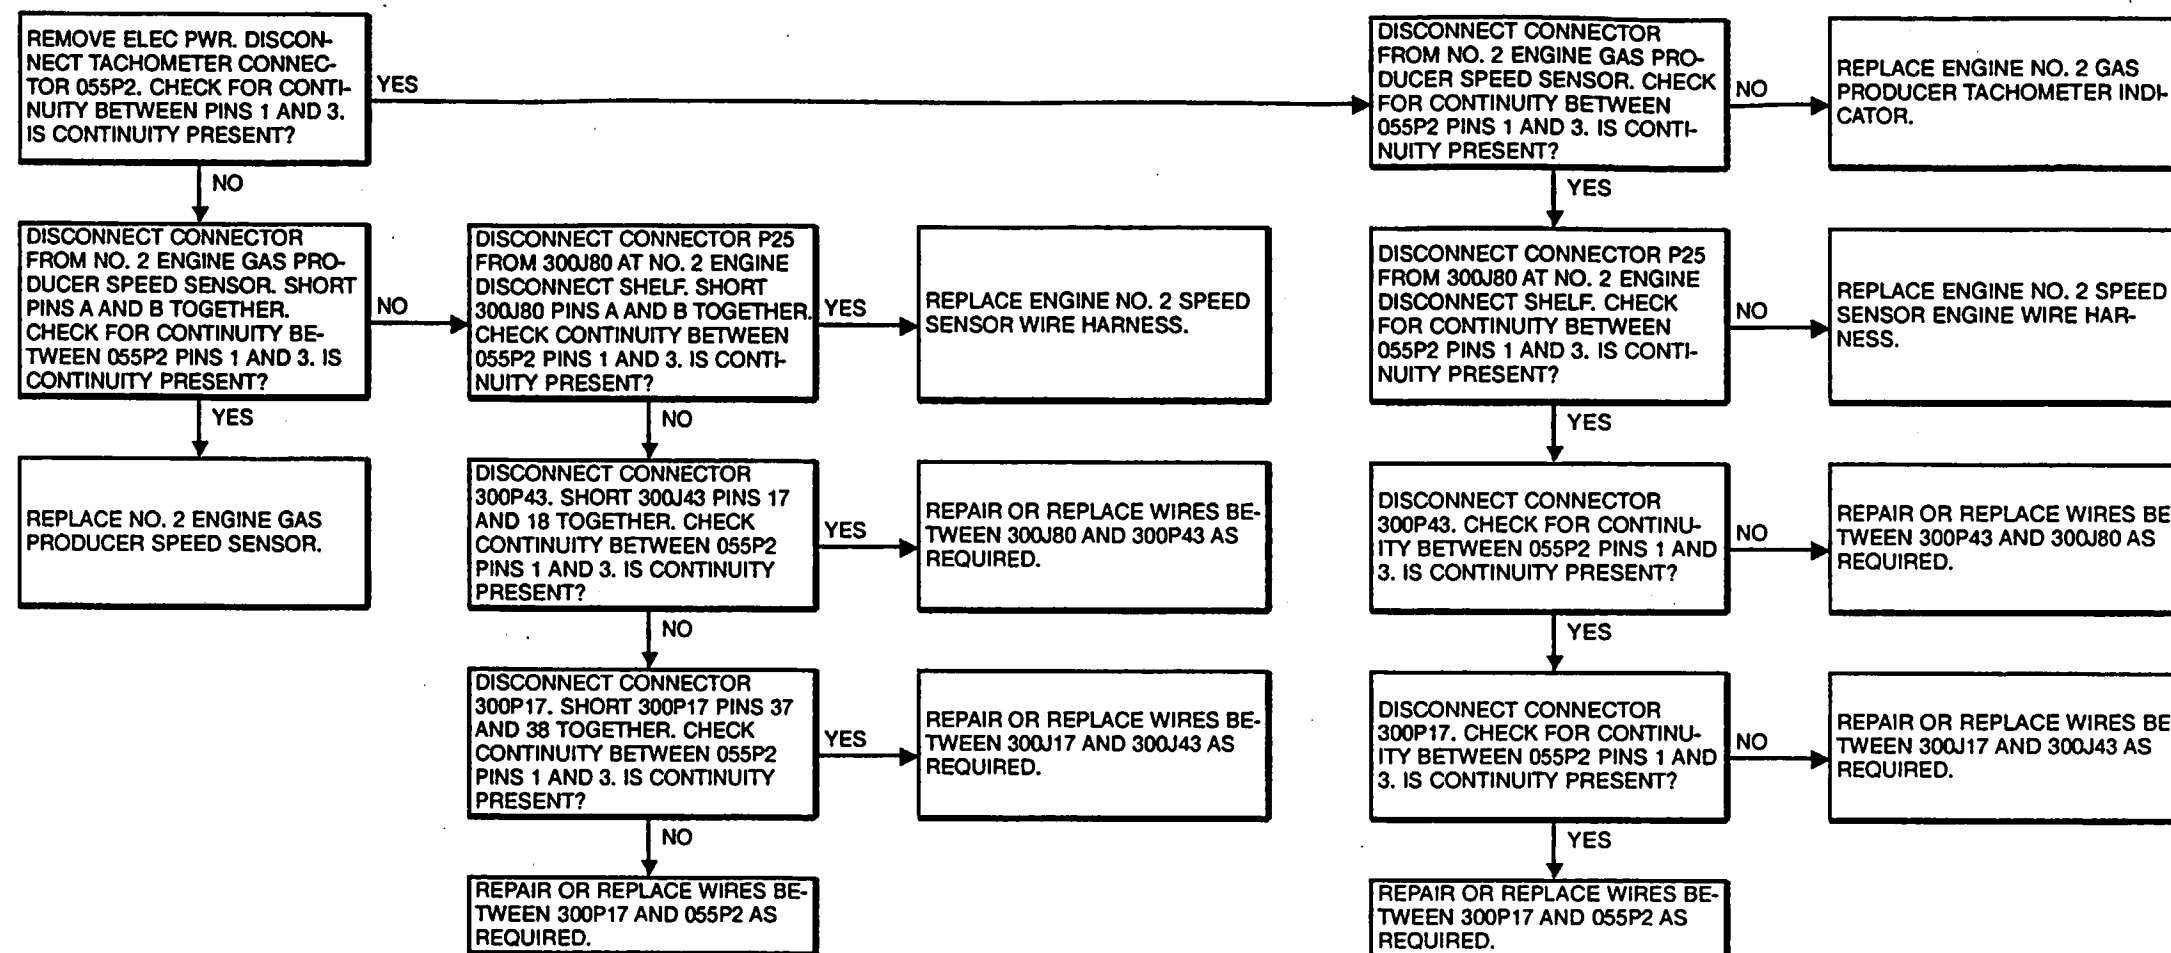 REMOVE ELEC PWR. DISCON-
NECT TACHOMETER CONNEC-
TOR 055P2. CHECK FOR CONTI-
NUITY BETWEEN PINS 1 AND 3.
IS CONTINUITY PRESENT?
YES
NO
DISCONNECT CONNECTOR
FROM NO. 2 ENGINE GAS PRO-
DUCER SPEED SENSOR. CHECK
FOR CONTINUITY BETWEEN
055P2 PINS 1 AND 3. IS CONTI-
NUITY PRESENT?
NO
YES
REPLACE ENGINE NO. 2 GAS
PRODUCER TACHOMETER INDI-
CATOR.
DISCONNECT CONNECTOR
FROM NO. 2 ENGINE GAS PRO-
DUCER SPEED SENSOR. SHORT
PINS A AND B TOGETHER.
CHECK FOR CONTINUITY BE-
TWEEN 055P2 PINS 1 AND 3. IS
CONTINUITY PRESENT?
NO
YES
DISCONNECT CONNECTOR P25
FROM 300J80 AT NO. 2 ENGINE
DISCONNECT SHELF. SHORT
300J80 PINS A AND B TOGETHER.
CHECK CONTINUITY BETWEEN
055P2 PINS 1 AND 3. IS CONTI-
NUITY PRESENT?
YES
NO
REPLACE ENGINE NO. 2 SPEED
SENSOR WIRE HARNESS.
DISCONNECT CONNECTOR P25
FROM 300J80 AT NO. 2 ENGINE
DISCONNECT SHELF. CHECK
FOR CONTINUITY BETWEEN
055P2 PINS 1 AND 3. IS CONTI-
NUITY PRESENT?
NO
YES
REPLACE ENGINE NO. 2 SPEED
SENSOR ENGINE WIRE HAR-
NESS.
REPLACE NO. 2 ENGINE GAS
PRODUCER SPEED SENSOR.
DISCONNECT CONNECTOR
300P43. SHORT 300J43 PINS 17
AND 18 TOGETHER. CHECK
CONTINUITY BETWEEN 055P2
PINS 1 AND 3. IS CONTINUITY
PRESENT?
YES
NO
REPAIR OR REPLACE WIRES BE-
TWEEN 300J80 AND 300P43 AS
REQUIRED.
DISCONNECT CONNECTOR
300P43. CHECK FOR CONTINU-
ITY BETWEEN 055P2 PINS 1 AND
3. IS CONTINUITY PRESENT?
NO
YES
REPAIR OR REPLACE WIRES BE
TWEEN 300P43 AND 300J80 AS
REQUIRED.
DISCONNECT CONNECTOR
300P17. SHORT 300P17 PINS 37
AND 38 TOGETHER. CHECK
CONTINUITY BETWEEN 055P2
PINS 1 AND 3. IS CONTINUITY
PRESENT?
YES
NO
REPAIR OR REPLACE WIRES BE-
TWEEN 300J17 AND 300J43 AS
REQUIRED.
DISCONNECT CONNECTOR
300P17. CHECK FOR CONTINU-
ITY BETWEEN 055P2 PINS 1 AND
3. IS CONTINUITY PRESENT?
NO
YES
REPAIR OR REPLACE WIRES BE
TWEEN 300J17 AND 300J43 AS
REQUIRED.
REPAIR OR REPLACE WIRES BE-
TWEEN 300P17 AND 055P2 AS
REQUIRED.
REPAIR OR REPLACE WIRES BE-
TWEEN 300P17 AND 055P2 AS
REQUIRED.